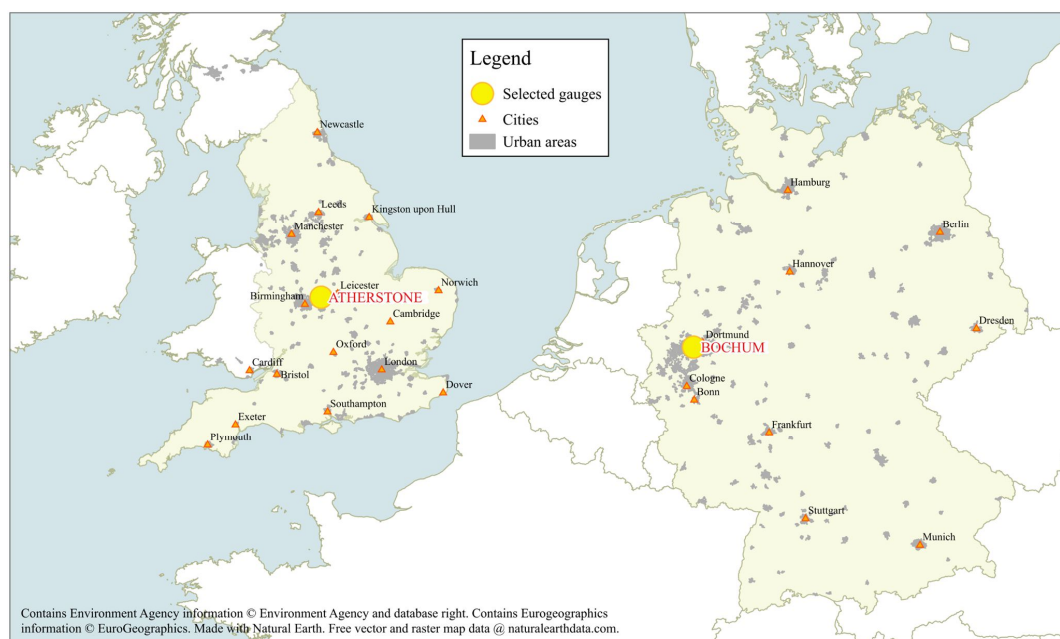 Legend
Selected gauges
Cities
Urban areas
Newcastle
Leeds
Kingston upon Hull
Manchester
Leicester
Norwich
Birmingham
ATHERSTONE
Cambridge
Oxford
Cardiff
London
Bristol
Dover
Southampton
Exeter
Plymouth
Hamburg
Berlin
Hannover
Dresden
Dortmund
BOCHUM
Cologne
Bonn
Frankfurt
Stuttgart
Munich
Contains Environment Agency information © Environment Agency and database right. Contains Eurogeographics
information © EuroGeographics. Made with Natural Earth. Free vector and raster map data @ naturalearthdata.com.